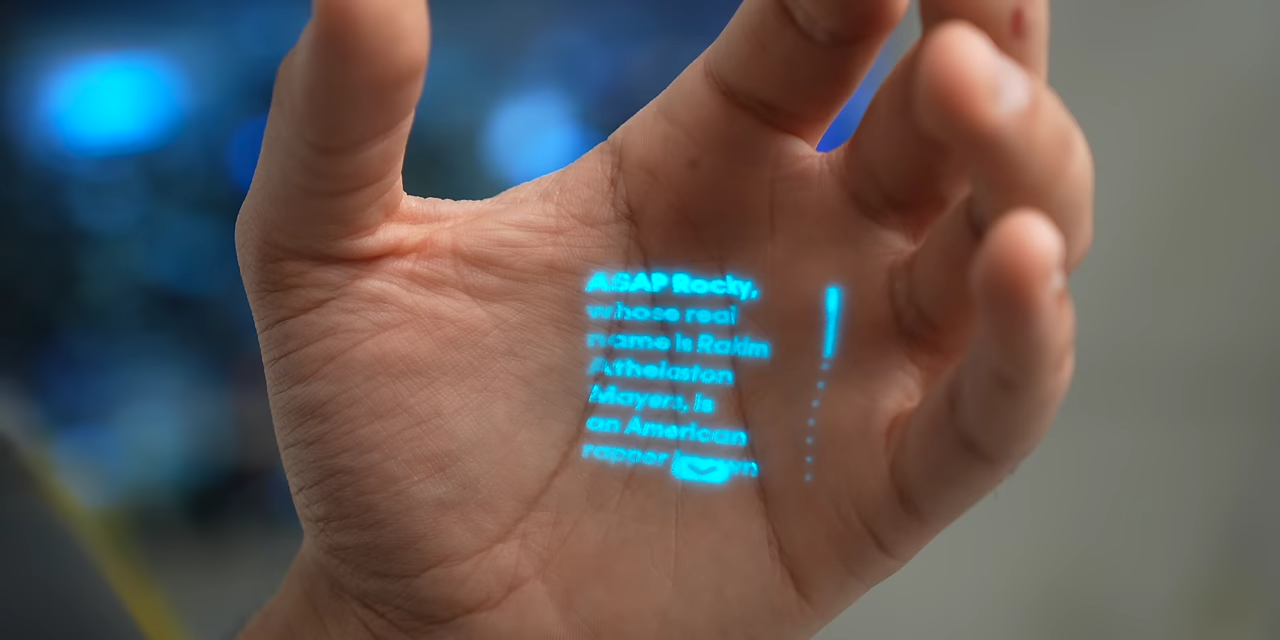 ASAP Rocky,
whose real
name is Rakim
Athelaston
Mayers, is
an American
rapper